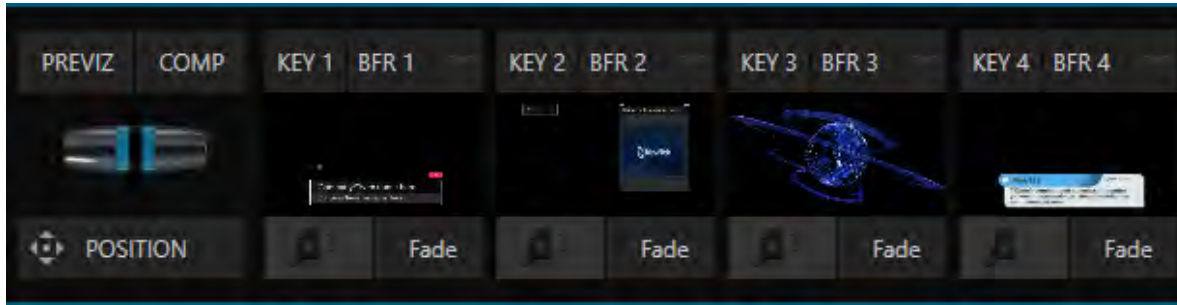 PREVIZ COMP KEY 1 BFR 1 KEY 2 BFR 2 KEY 3 BFR 3 KEY 4 BFR 4
NewTek
POSITION Fade Fade Fade Fade